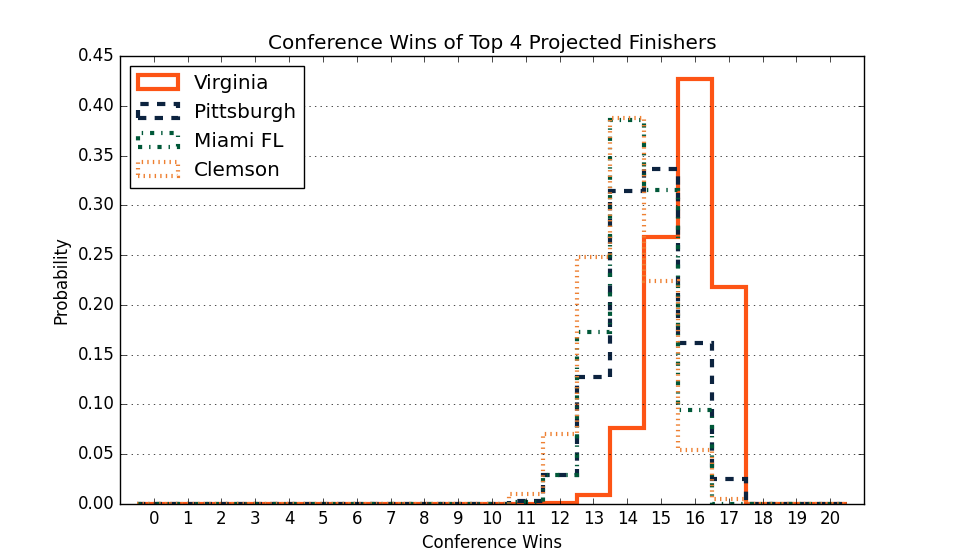 Conference Wins of Top 4 Projected Finishers
0.45
0.40
0.35
0.30
0.25
0.20
0.15
0.10
0.05
0.00
Probability
Virginia
Pittsburgh
Miami FL
Clemson
0 1 2 3 4 5 6 7 8 9 10 11 12 13 14 15 16 17 18 19 20
Conference Wins